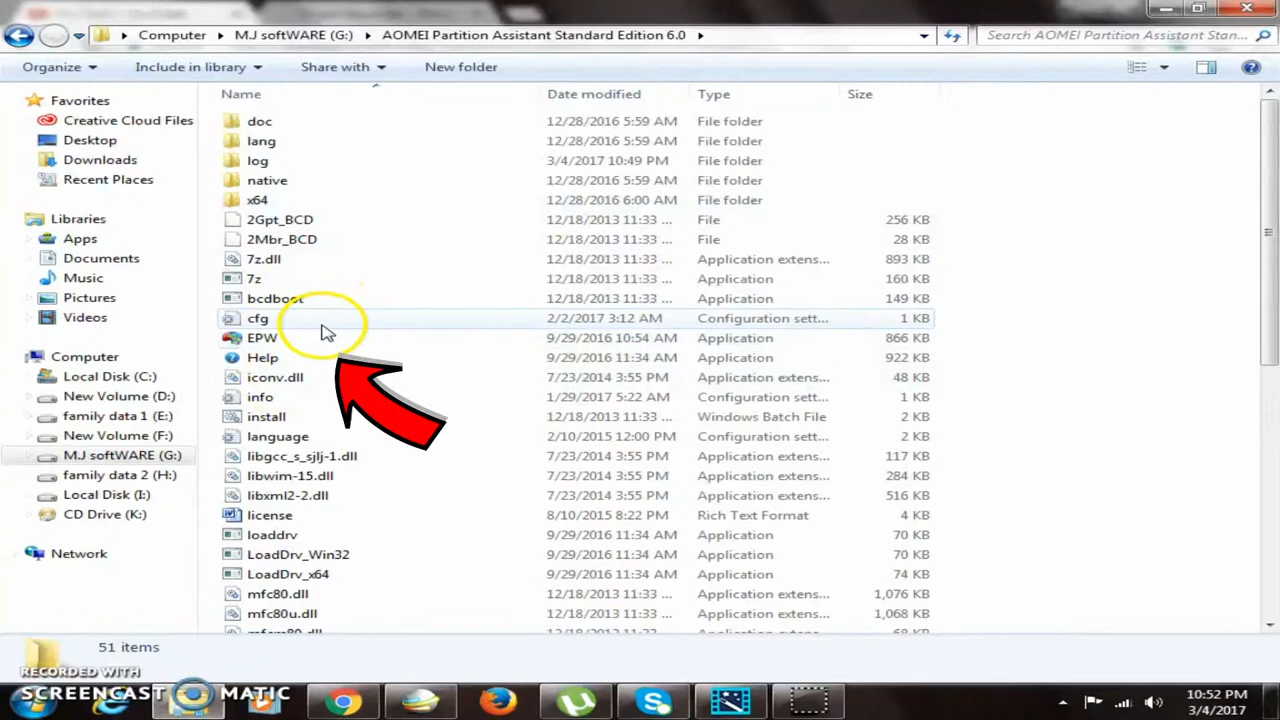 Computer M.J softWARE (G:) AOMEI Partition Assistant Standard Edition 6.0 Search AOMEI Partition Assistant Stan...
Organize Include in library Share with New folder
Name Date modified Type Size
Favorites
Creative Cloud Files
Desktop
Downloads
Recent Places
Libraries
Apps
Documents
Music
Pictures
Videos
Computer
Local Disk (C:)
New Volume (D:)
family data 1 (E:)
New Volume (F:)
M.J softWARE (G:)
family data 2 (H:)
Local Disk (I:)
CD Drive (K:)
Network
doc 12/28/2016 5:59 AM File folder
lang 12/28/2016 5:59 AM File folder
log 3/4/2017 10:49 PM File folder
native 12/28/2016 5:59 AM File folder
x64 12/28/2016 6:00 AM File folder
2Gpt_BCD 12/18/2013 11:33 ... File 256 KB
2Mbr_BCD 12/18/2013 11:33 ... File 28 KB
7z.dll 12/18/2013 11:33 ... Application extens... 893 KB
7z 12/18/2013 11:33 ... Application 160 KB
bcdboot 12/18/2013 11:33 ... Application 149 KB
cfg 2/2/2017 3:12 AM Configuration sett... 1 KB
EPW 9/29/2016 10:54 AM Application 866 KB
Help 9/29/2016 11:34 AM Application 922 KB
iconv.dll 7/23/2014 3:55 PM Application extens... 48 KB
info 1/29/2017 5:22 AM Configuration sett... 1 KB
install 12/18/2013 11:33 ... Windows Batch File 2 KB
language 2/10/2015 12:00 PM Configuration sett... 2 KB
libgcc_s_sjlj-1.dll 7/23/2014 3:55 PM Application extens... 117 KB
libwim-15.dll 7/23/2014 3:55 PM Application extens... 284 KB
libxml2-2.dll 7/23/2014 3:55 PM Application extens... 516 KB
license 8/10/2015 8:22 PM Rich Text Format 4 KB
loaddrv 9/29/2016 11:34 AM Application 70 KB
LoadDrv_Win32 9/29/2016 11:34 AM Application 70 KB
LoadDrv_x64 9/29/2016 11:34 AM Application 74 KB
mfc80.dll 12/18/2013 11:33 ... Application extens... 1,076 KB
mfc80u.dll 12/18/2013 11:33 ... Application extens... 1,068 KB
51 items
RECORDED WITH
SCREENCAST MATIC
10:52 PM
3/4/2017